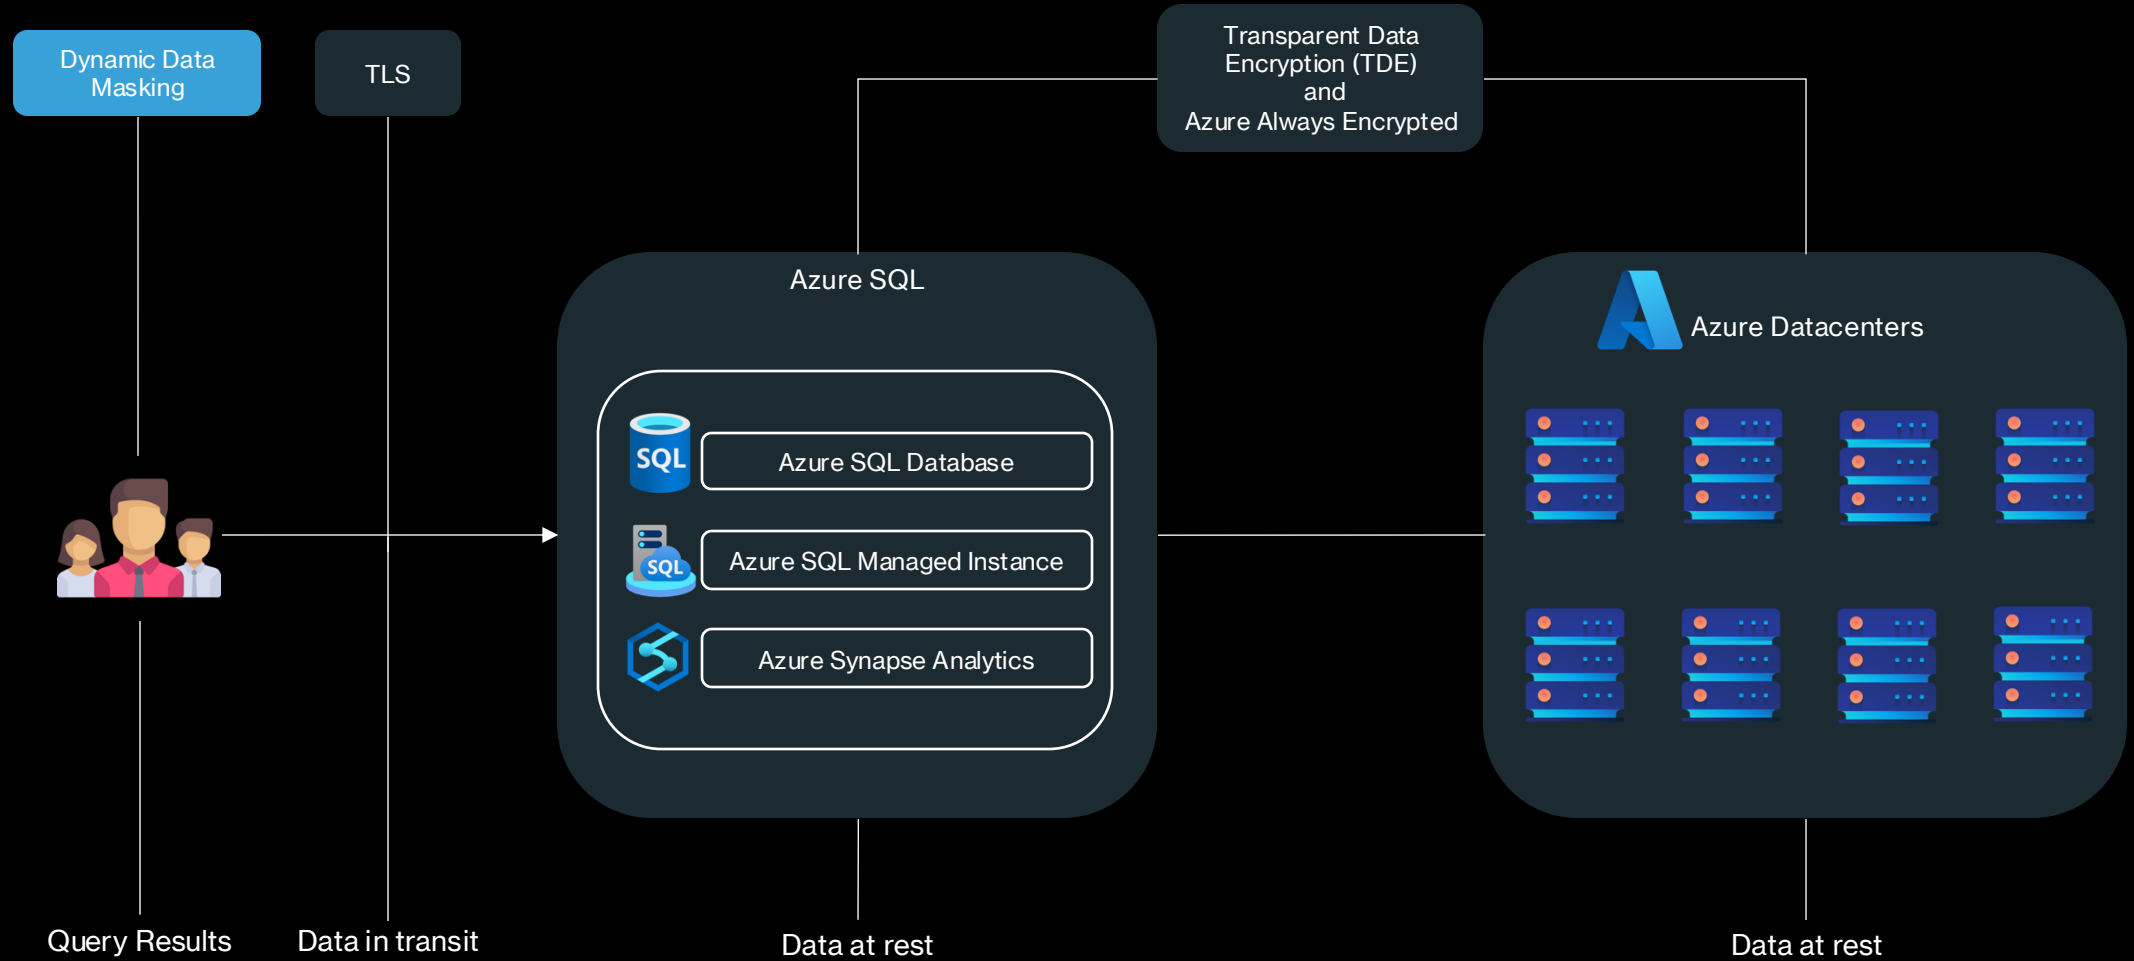 Dynamic Data
Masking
TLS
Transparent Data
Encryption (TDE)
and
Azure Always Encrypted
Azure SQL
SQL
Azure SQL Database
SQL
Azure SQL Managed Instance
Azure Synapse Analytics
Azure Datacenters
Query Results
Data in transit
Data at rest
Data at rest